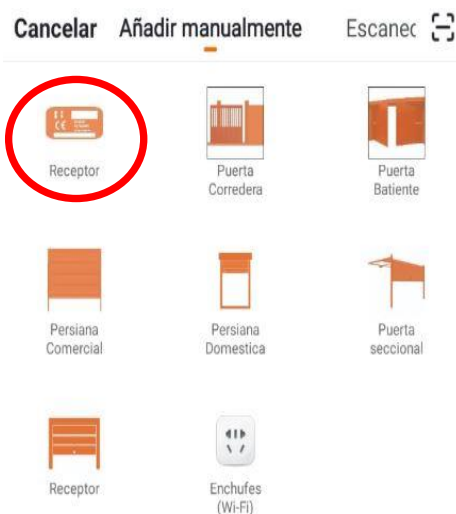 Cancelar Añadir manualmente Escanec
Receptor
Puerta
Corredera
Puerta
Batiente
Persiana
Comercial
Persiana
Domestica
Puerta
seccional
Receptor
Enchufes
(Wi-Fi)